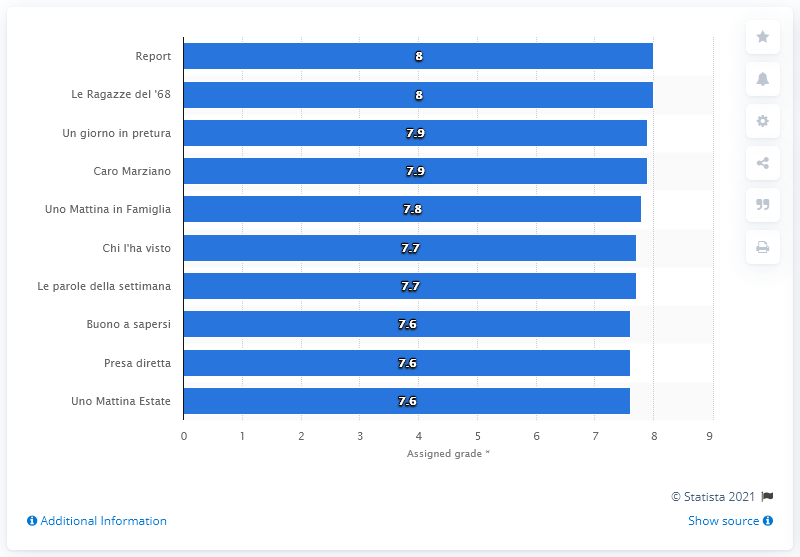 Report 8
Le Ragazze del '68 8
Un giorno in pretura 7.9
Caro Marziano 7.9
Uno Mattina in Famiglia 7.8
Chi l'ha visto 7.7
Le parole della settimana 7.7
Buono a sapersi 7.6
Presa diretta 7.6
Uno Mattina Estate 7.6
0 1 2 3 4 5 6 7 8 9
Assigned grade *
© Statista 2021
Additional Information Show source